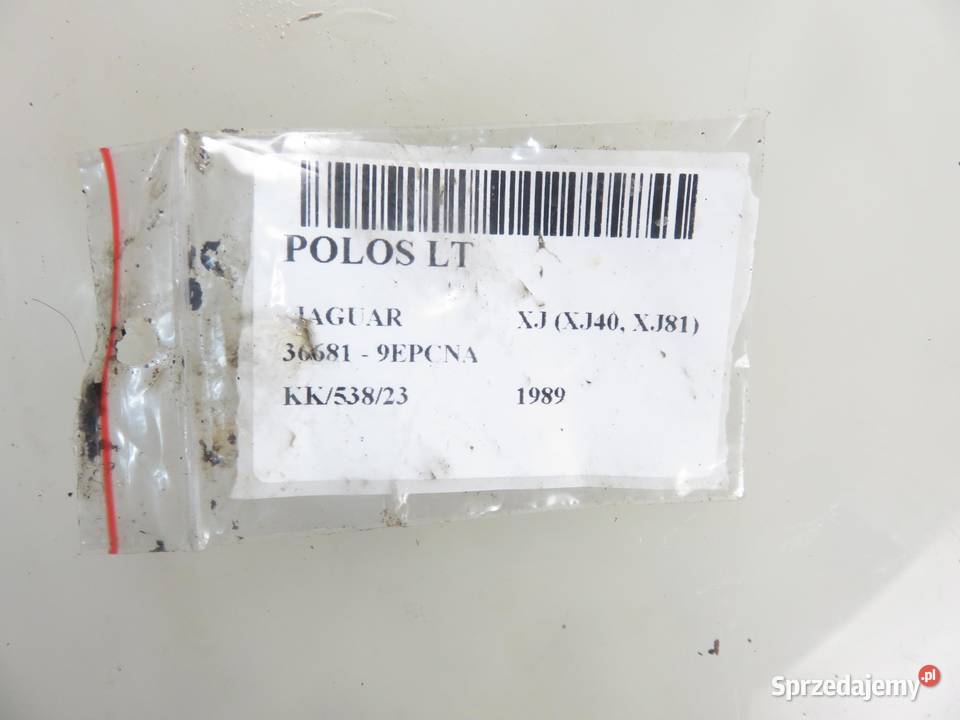 POLOS LT
JAGUAR XJ (XJ40, XJ81)
36681 - 9EPCNA
KK/538/23 1989
Sprzedajemy.pl